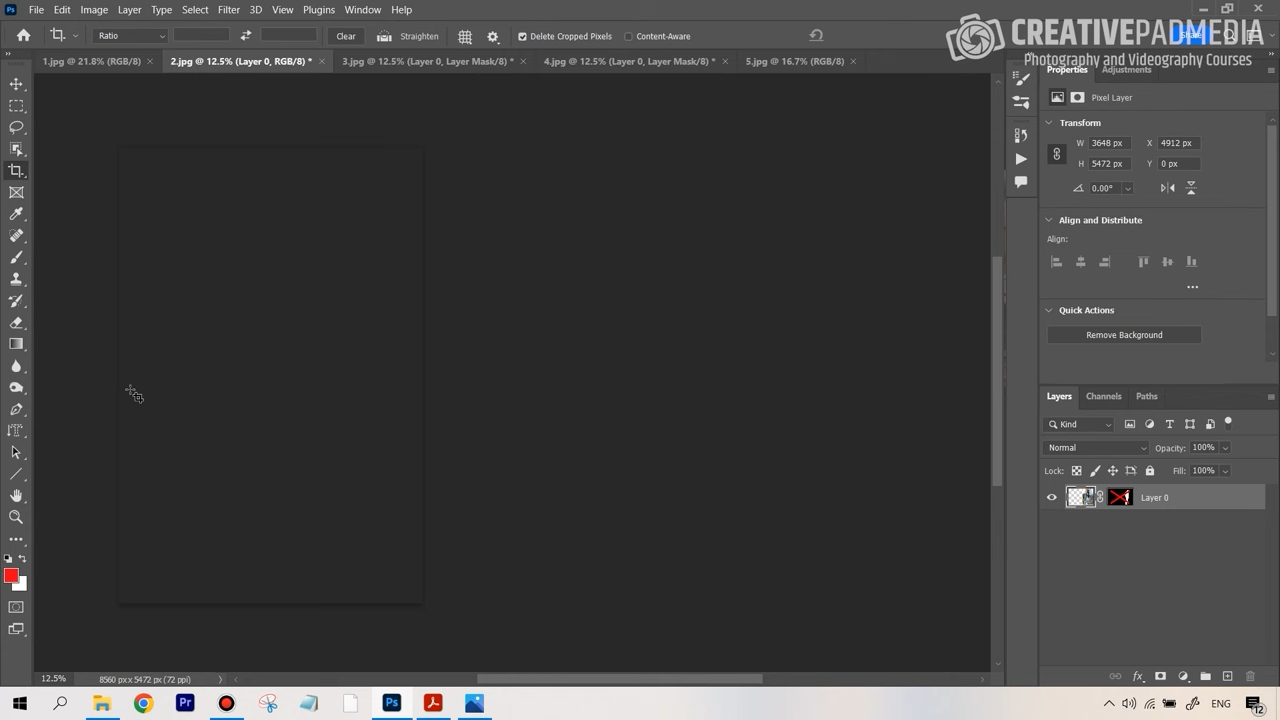 Ps File Edit Image Layer Type Select Filter 3D View Plugins Window Help
CREATIVEPADMEDIA
Photography and Videography Courses
Ratio Clear Straighten Delete Cropped Pixels Content-Aware
1.jpg @ 21.8% (RGB/8) × 2.jpg @ 12.5% (Layer 0, RGB/8) * × 3.jpg @ 12.5% (Layer 0, Layer Mask/8) * × 4.jpg @ 12.5% (Layer 0, Layer Mask/8) * × 5.jpg @ 16.7% (RGB/8) ×
Properties Adjustments
Pixel Layer
Transform
W 3648 px X 4912 px
H 5472 px Y 0 px
0.00°
Align and Distribute
Align:
Quick Actions
Remove Background
Layers Channels Paths
Kind
Normal Opacity: 100%
Lock: Fill: 100%
Layer 0
12.5% 8560 px x 5472 px (72 ppi)
Pr Ps ENG 12